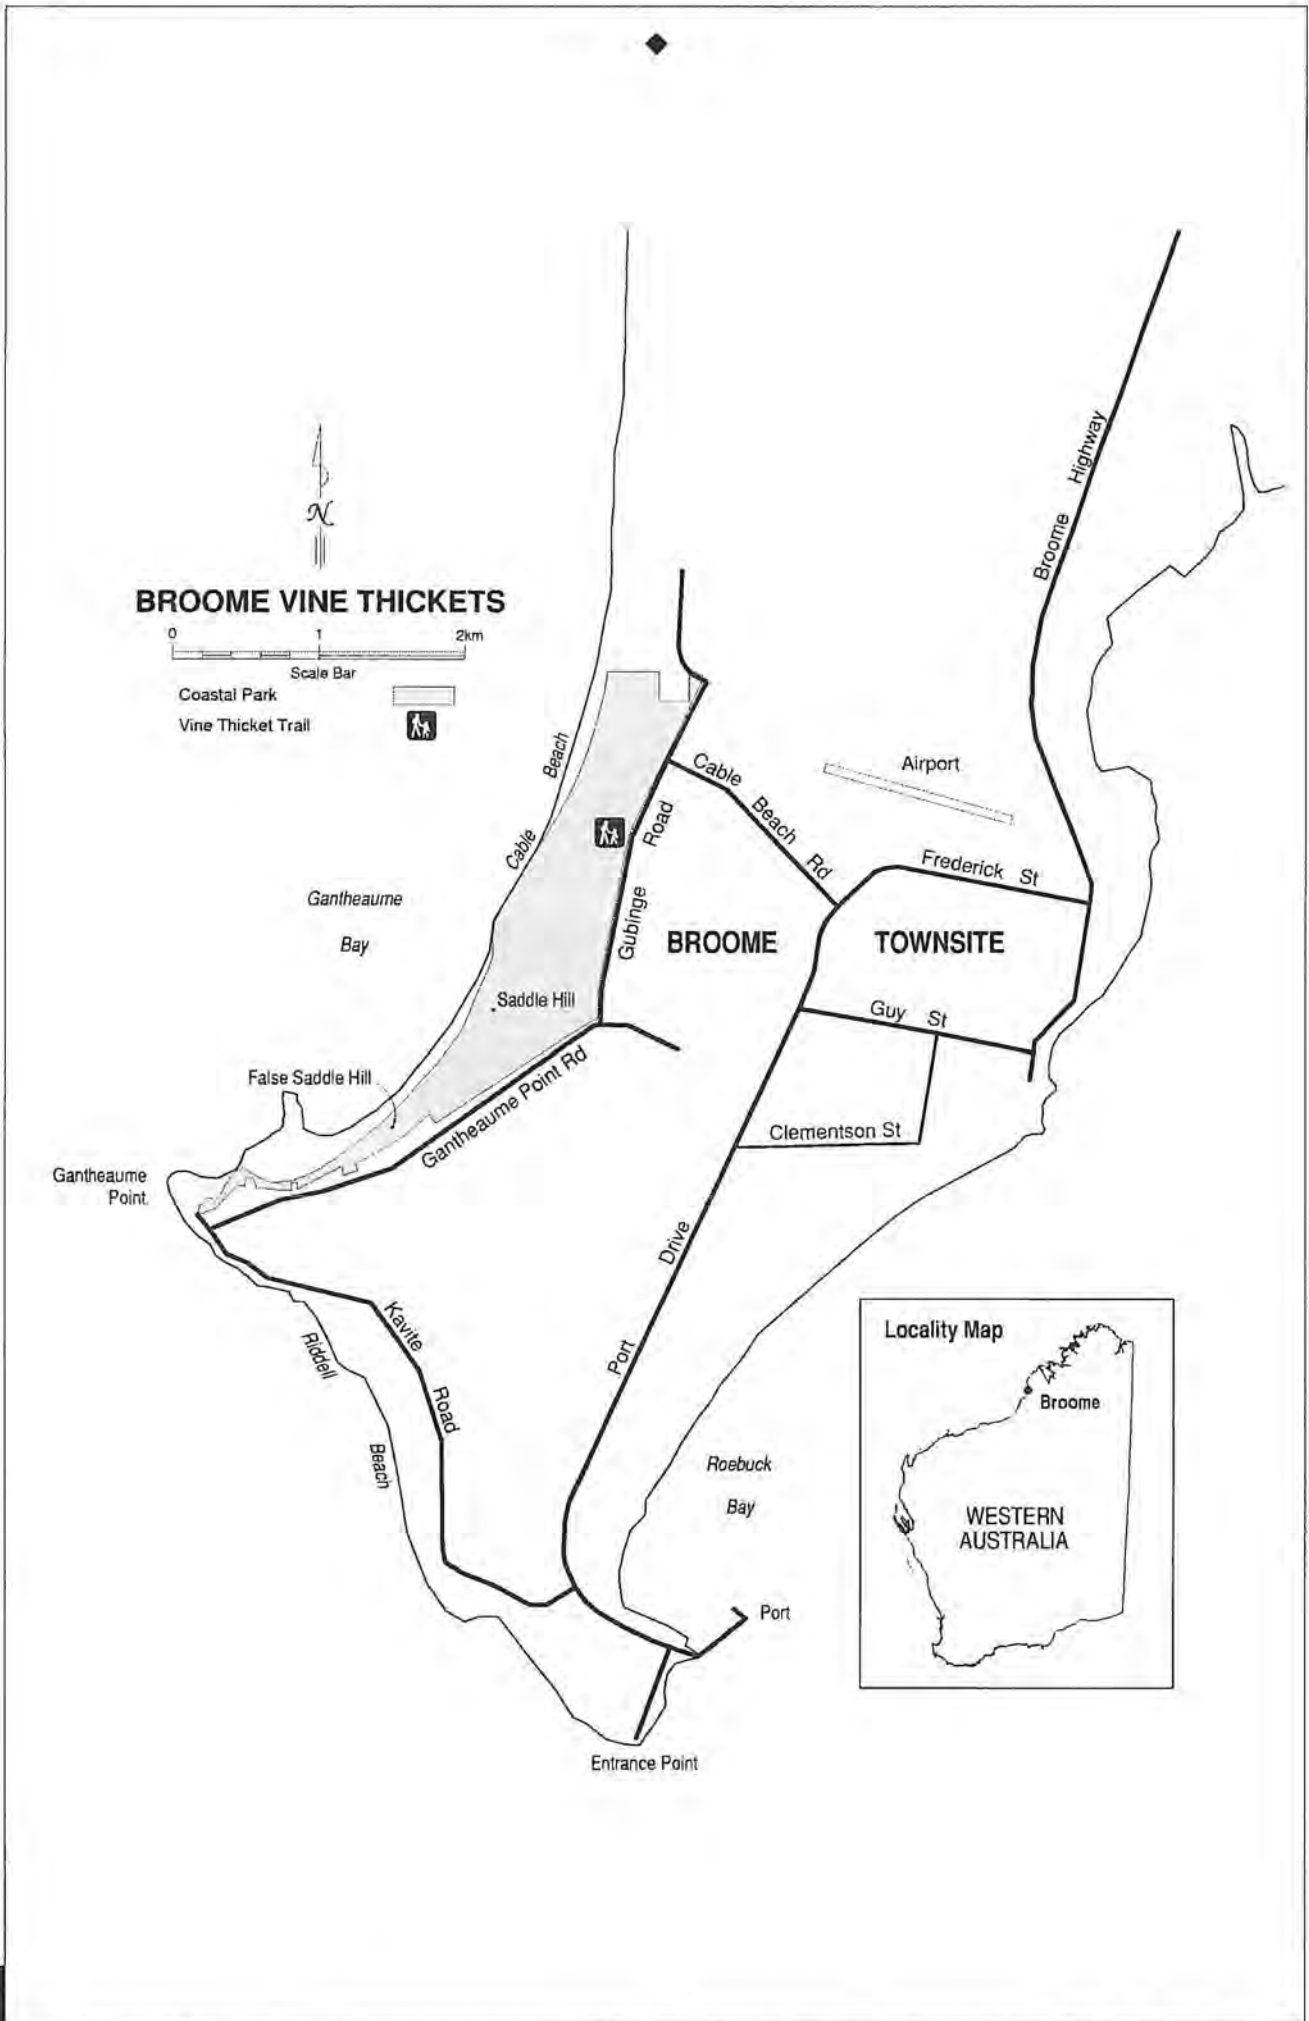 Broome Highway
N
BROOME VINE THICKETS
0 1 2km
Scale Bar
Coastal Park
Vine Thicket Trail
Cable Beach
Airport
Cable Beach Rd
Gubinge Road
Frederick St
Gantheaume
Bay
BROOME TOWNSITE
Saddle Hill
Guy St
False Saddle Hill
Gantheaume Point Rd
Clementson St
Gantheaume
Point
Port Drive
Kavite Road
Riddell Beach
Locality Map
Broome
WESTERN
AUSTRALIA
Roebuck
Bay
Port
Entrance Point